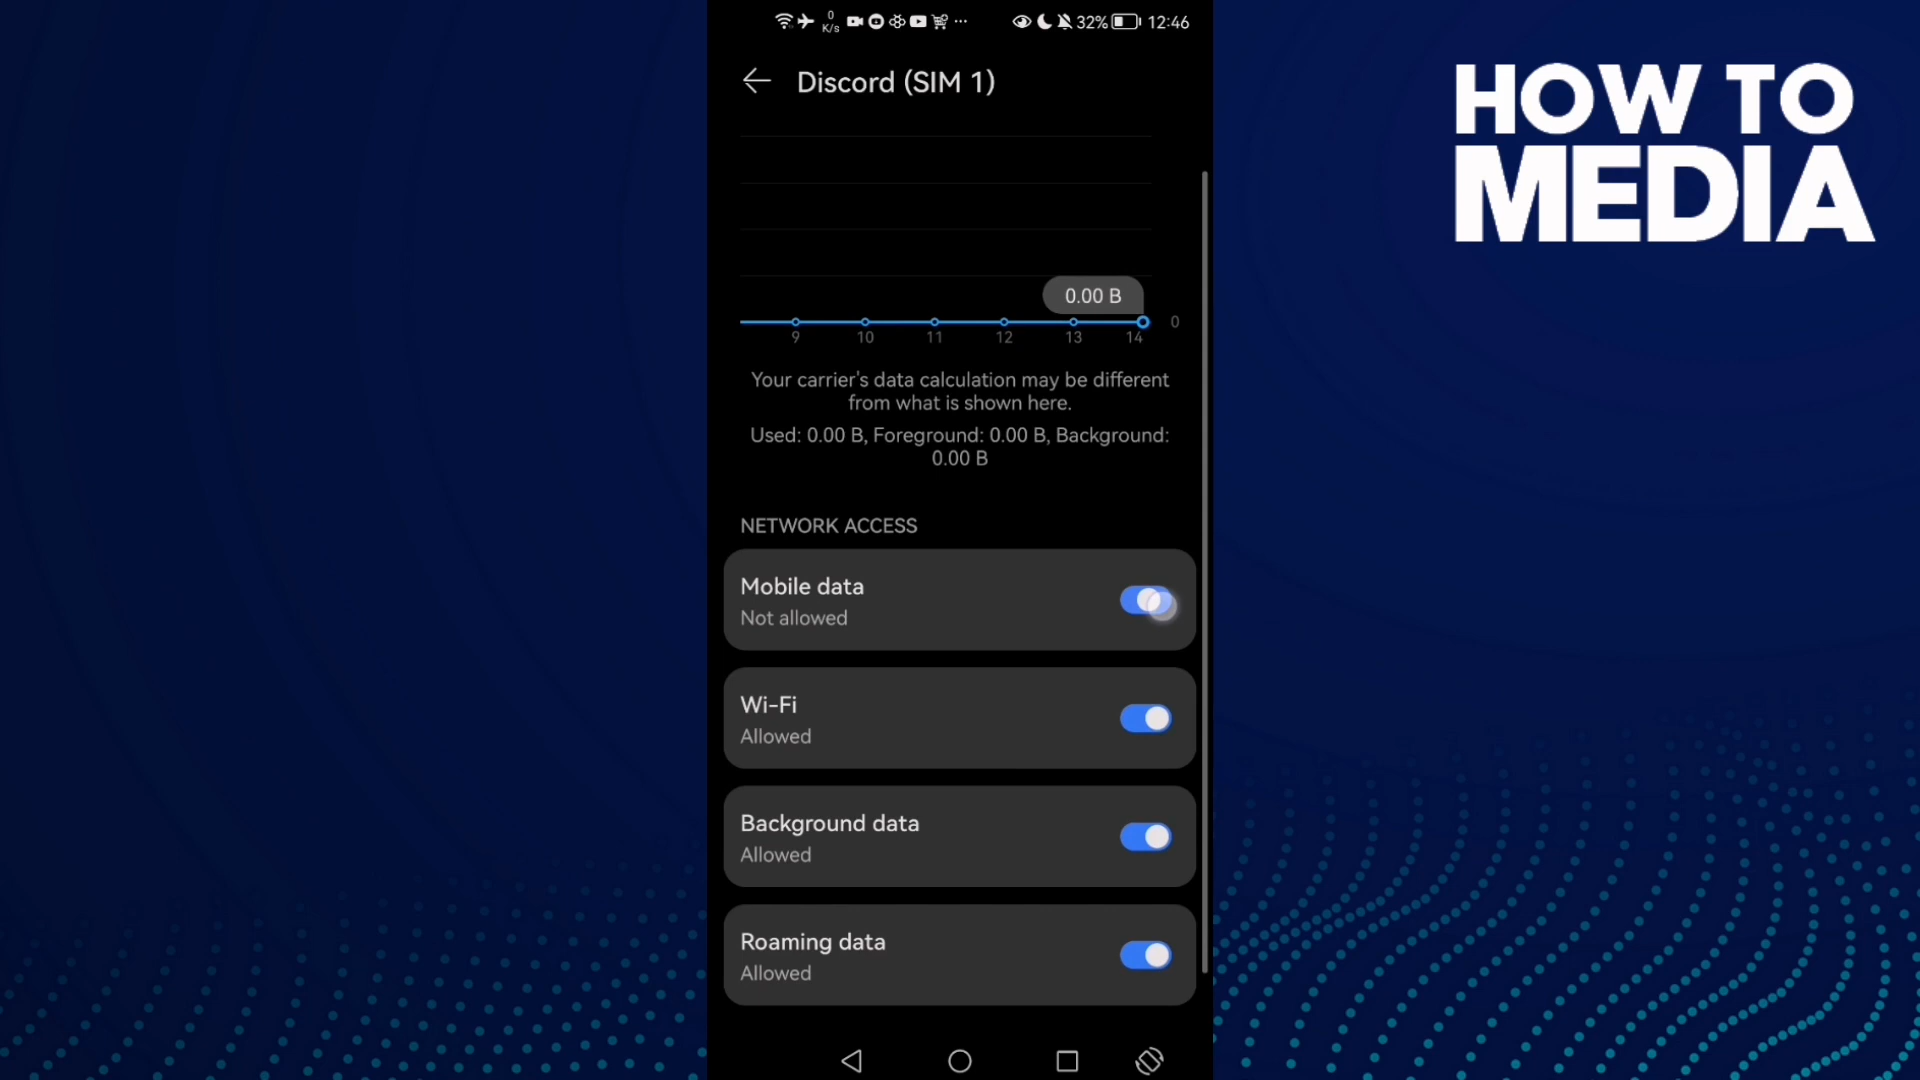 0
K/s
32%
12:46
Discord (SIM 1)
0.00 B
0
9 10 11 12 13 14
Your carrier's data calculation may be different
from what is shown here.
Used: 0.00 B, Foreground: 0.00 B, Background:
0.00 B
NETWORK ACCESS
Mobile data
Not allowed
Wi-Fi
Allowed
Background data
Allowed
Roaming data
Allowed
HOW TO
MEDIA